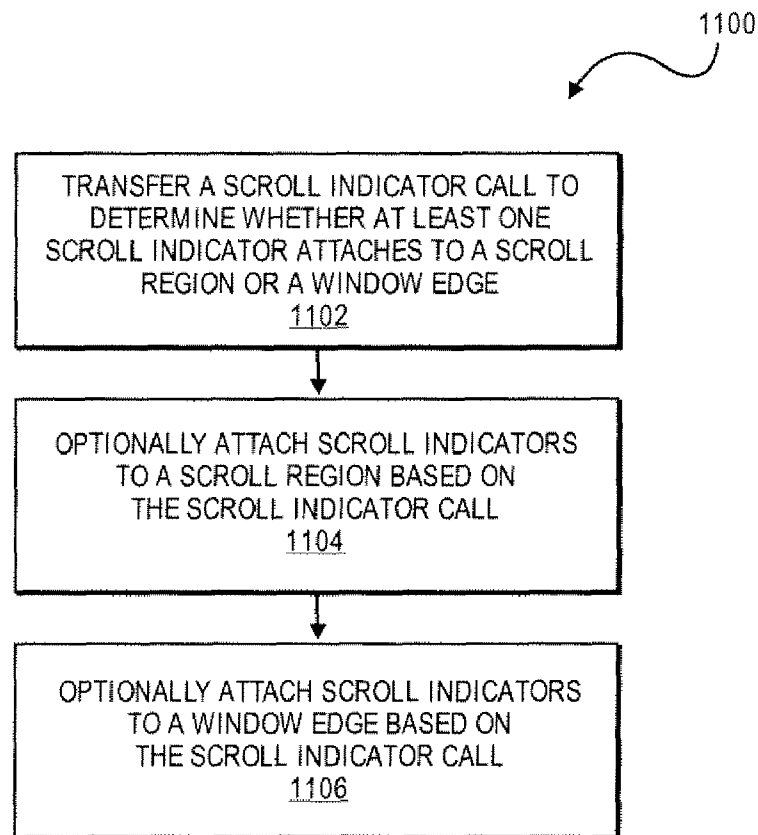 1100
TRANSFER A SCROLL INDICATOR CALL TO
DETERMINE WHETHER AT LEAST ONE
SCROLL INDICATOR ATTACHES TO A SCROLL
REGION OR A WINDOW EDGE
1102
OPTIONALLY ATTACH SCROLL INDICATORS
TO A SCROLL REGION BASED ON
THE SCROLL INDICATOR CALL
1104
OPTIONALLY ATTACH SCROLL INDICATORS
TO A WINDOW EDGE BASED ON
THE SCROLL INDICATOR CALL
1106